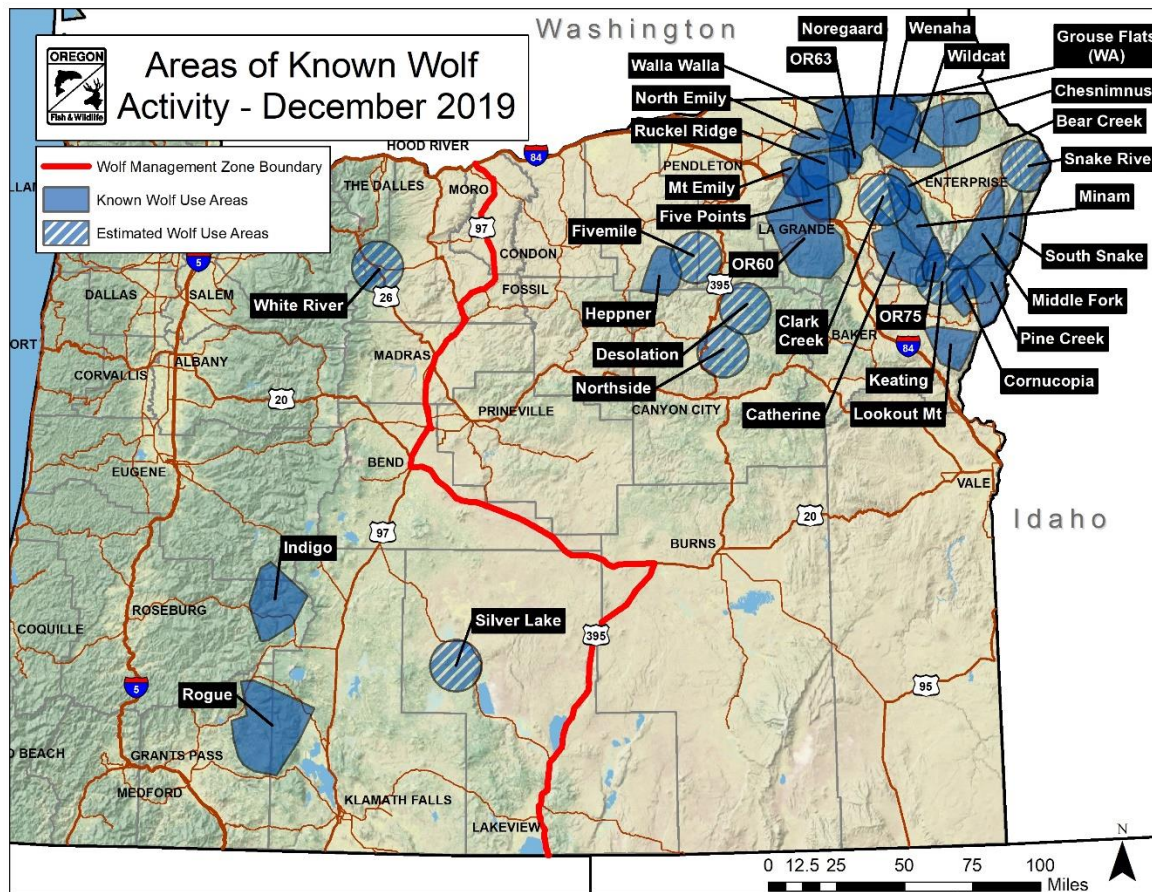 Washington
OREGON
Fish & Wildlife
Areas of Known Wolf
Activity - December 2019
Wolf Management Zone Boundary
Known Wolf Use Areas
Estimated Wolf Use Areas
Noregaard
Wenaha
Grouse Flats
(WA)
OR63
Wildcat
Walla Walla
Chesnimnus
North Emily
Bear Creek
Ruckel Ridge
Snake River
Mt Emily
Minam
Five Points
Fivemile
South Snake
OR60
Middle Fork
Heppner
White River
Clark
Creek
OR75
Pine Creek
Desolation
Keating
Cornucopia
Northside
Catherine
Lookout Mt
Indigo
Silver Lake
Rogue
HOOD RIVER
84
PENDLETON
THE DALLES
MORO
ENTERPRISE
97
LA GRANDE
CONDON
5
395
DALLAS
SALEM
26
FOSSIL
BAKER
84
ALBANY
MADRAS
CORVALLIS
20
PRINEVILLE
CANYON CITY
EUGENE
BEND
VALE
20
Idaho
97
BURNS
ROSEBURG
COQUILLE
395
5
95
GRANTS PASS
MEDFORD
KLAMATH FALLS
LAKEVIEW
N
0 12.5 25 50 75 100
Miles